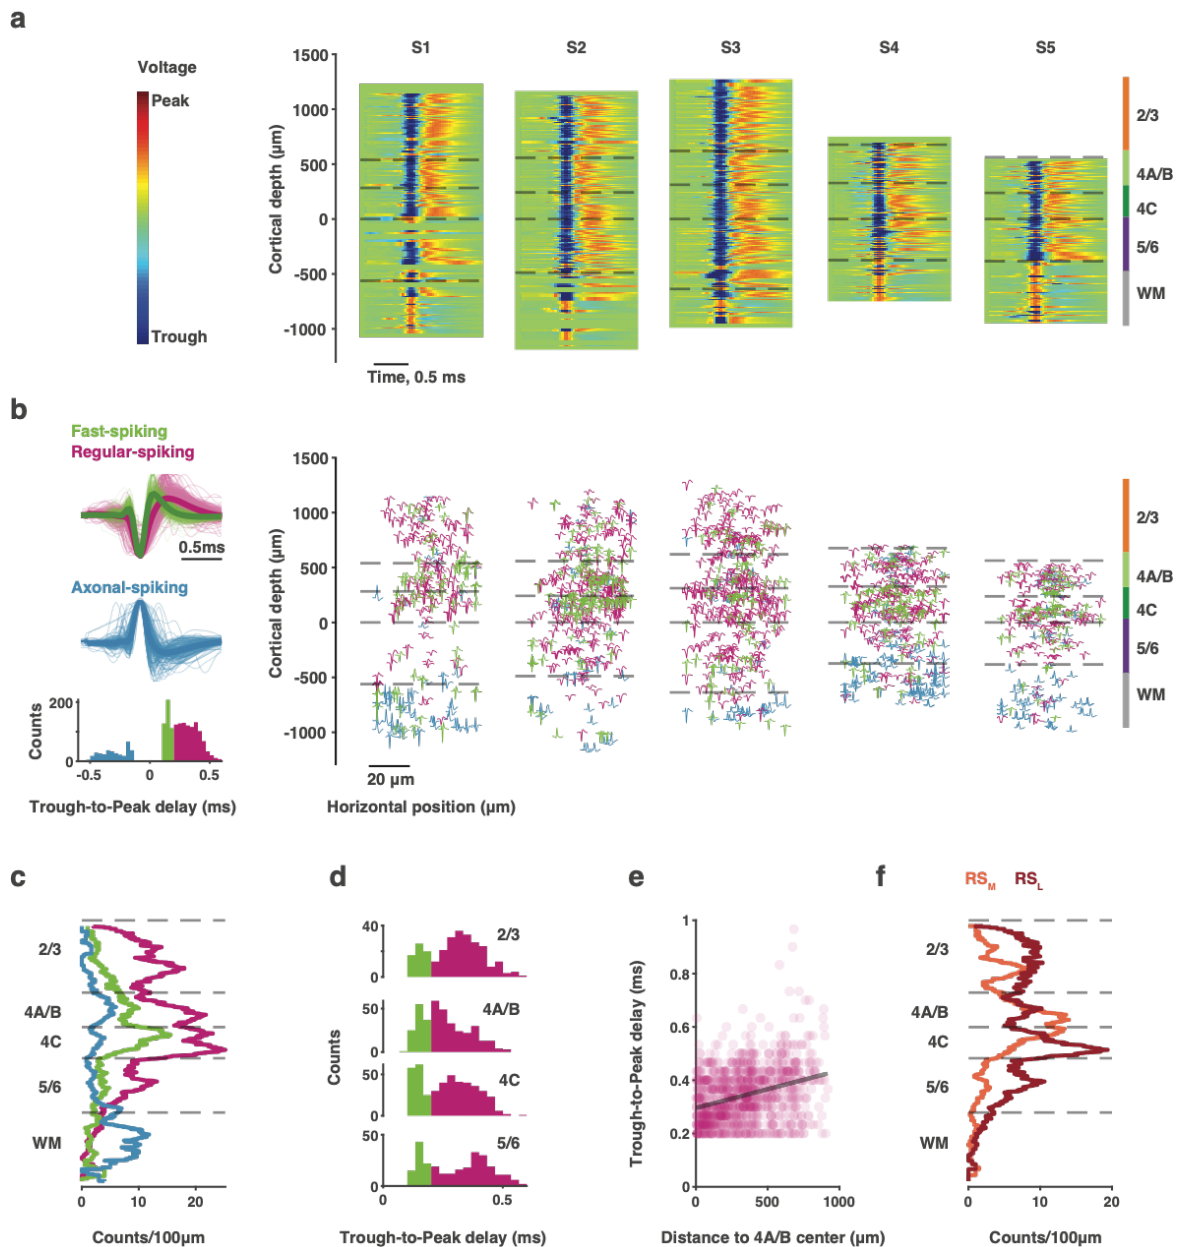 a
Voltage
Peak
Trough
S1 S2 S3 S4 S5
Cortical depth (µm)
1500
1000
500
0
-500
-1000
Time, 0.5 ms
2/3
4A/B
4C
5/6
WM
b
Fast-spiking
Regular-spiking
0.5ms
Axonal-spiking
Counts
200
0
-0.5 0 0.5
Trough-to-Peak delay (ms)
Cortical depth (µm)
1500
1000
500
0
-500
-1000
20 µm
Horizontal position (µm)
2/3
4A/B
4C
5/6
WM
c
2/3
4A/B
4C
5/6
WM
0 10 20
Counts/100µm
d
Counts
40
0
2/3
50
0
4A/B
50
0
4C
50
0
5/6
0 0.5
Trough-to-Peak delay (ms)
e
Trough-to-Peak delay (ms)
1
0.8
0.6
0.4
0.2
0
0 500 1000
Distance to 4A/B center (µm)
f
RSM RSL
2/3
4A/B
4C
5/6
WM
0 10 20
Counts/100µm